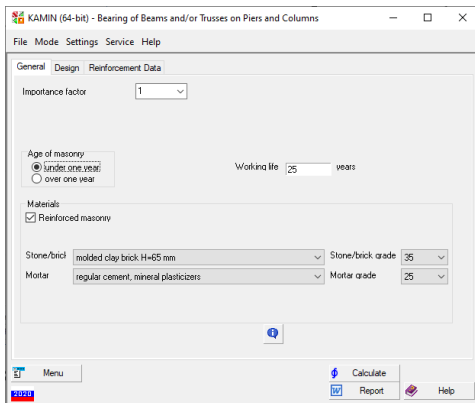 KAMIN (64-bit) - Bearing of Beams and/or Trusses on Piers and Columns
File Mode Settings Service Help
General Design Reinforcement Data
Importance factor 1
Age of masonry
under one year
over one year
Working life 25 years
Materials
Reinforced masonry
Stone/brick molded clay brick H=65 mm Stone/brick grade 35
Mortar regular cement, mineral plasticizers Mortar grade 25
Menu Calculate
2020 Report Help